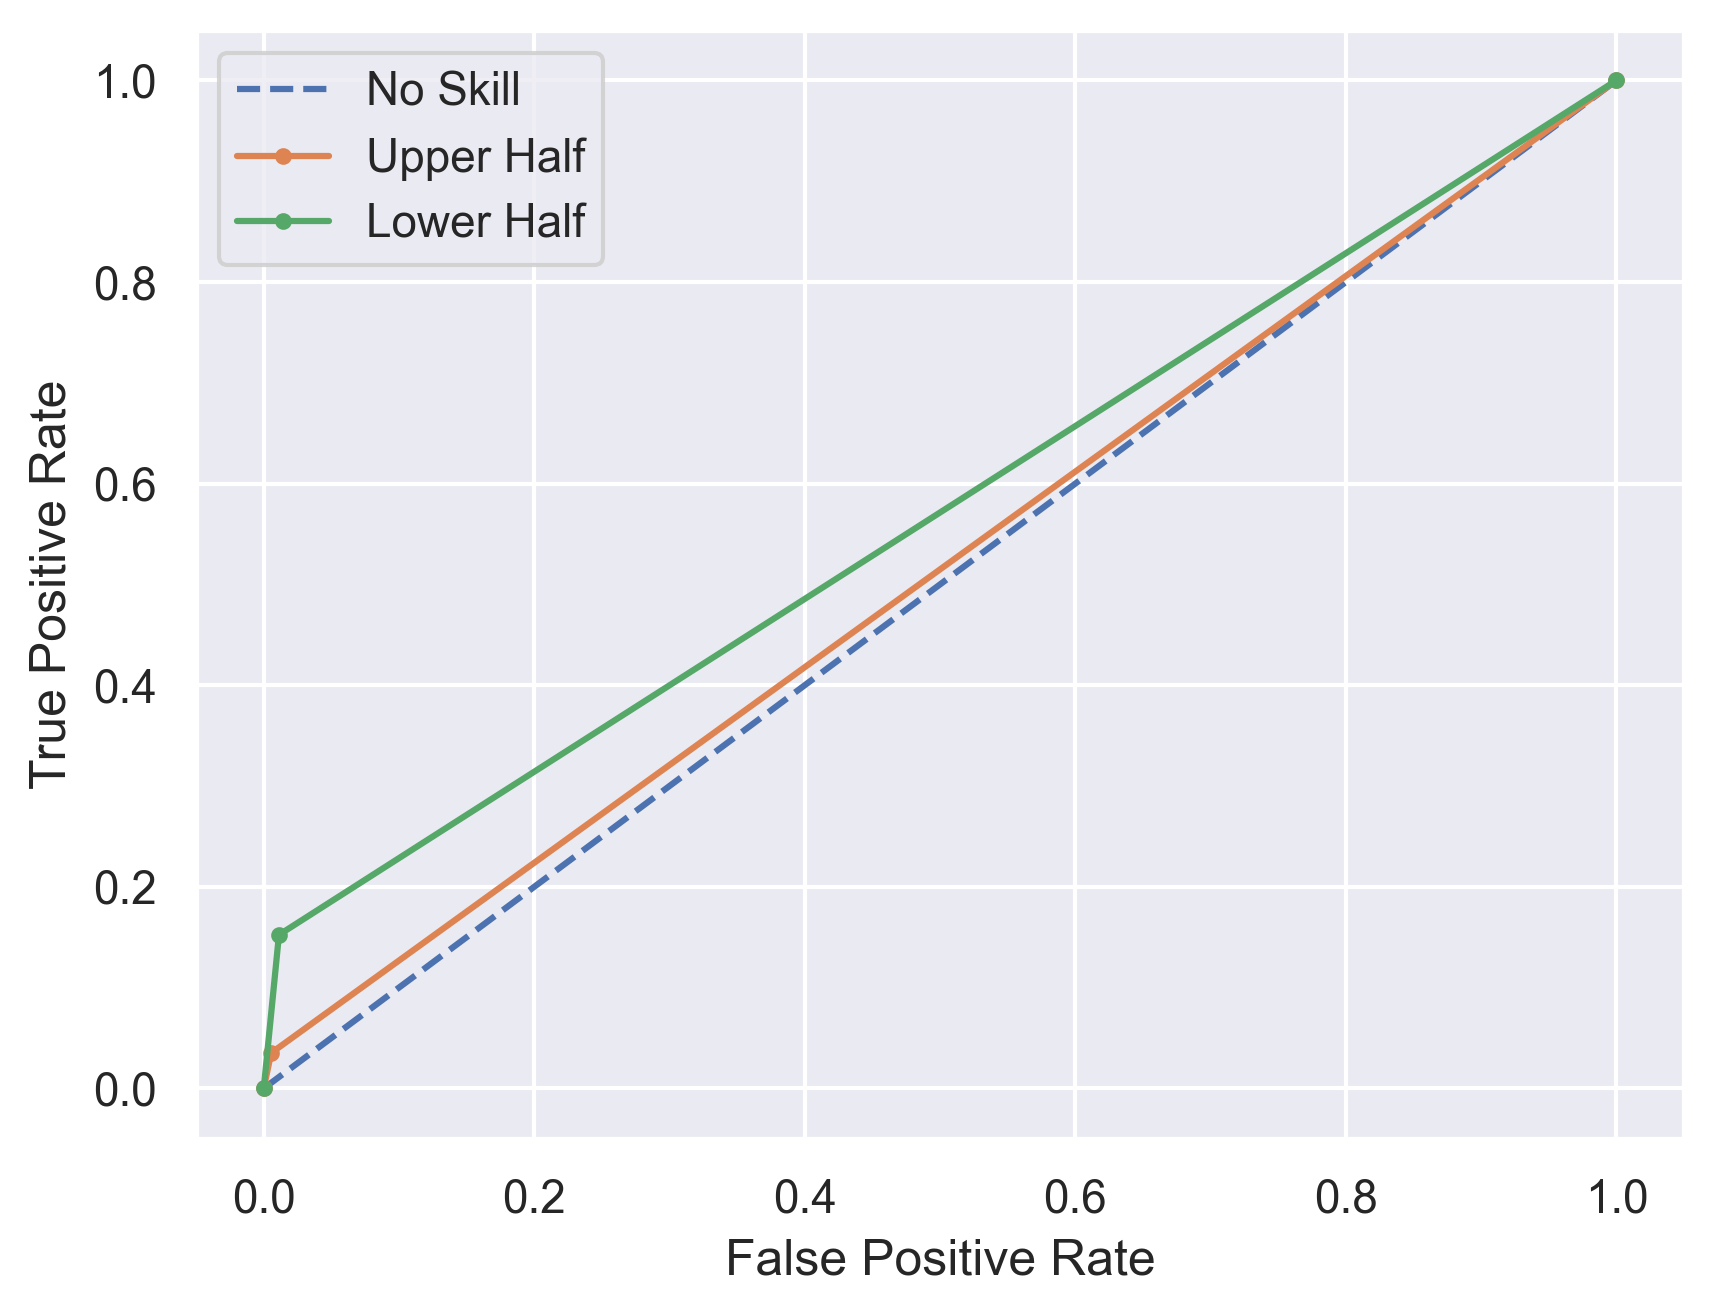 No Skill
Upper Half
Lower Half
1.0
0.8
0.6
0.4
0.2
0.0
True Positive Rate
0.0 0.2 0.4 0.6 0.8 1.0
False Positive Rate